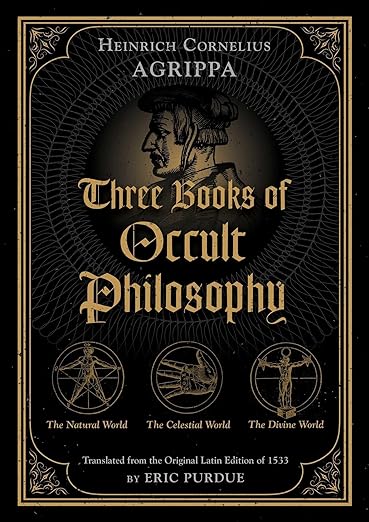 Heinrich Cornelius
AGRIPPA
Three Books of
Occult
Philosophy
The Natural World
The Celestial World
The Divine World
Translated from the Original Latin Edition of 1533
BY ERIC PURDUE